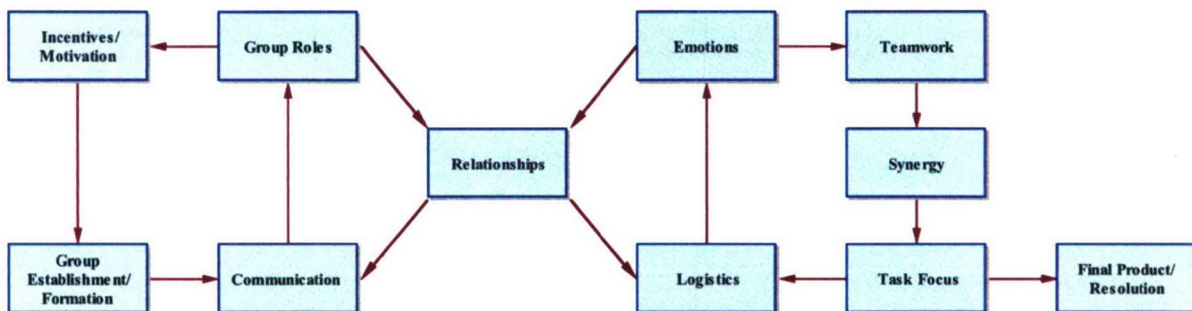 Incentives/
Motivation
Group Roles
Emotions
Teamwork
Relationships
Synergy
Group
Establishment/
Formation
Communication
Logistics
Task Focus
Final Product/
Resolution